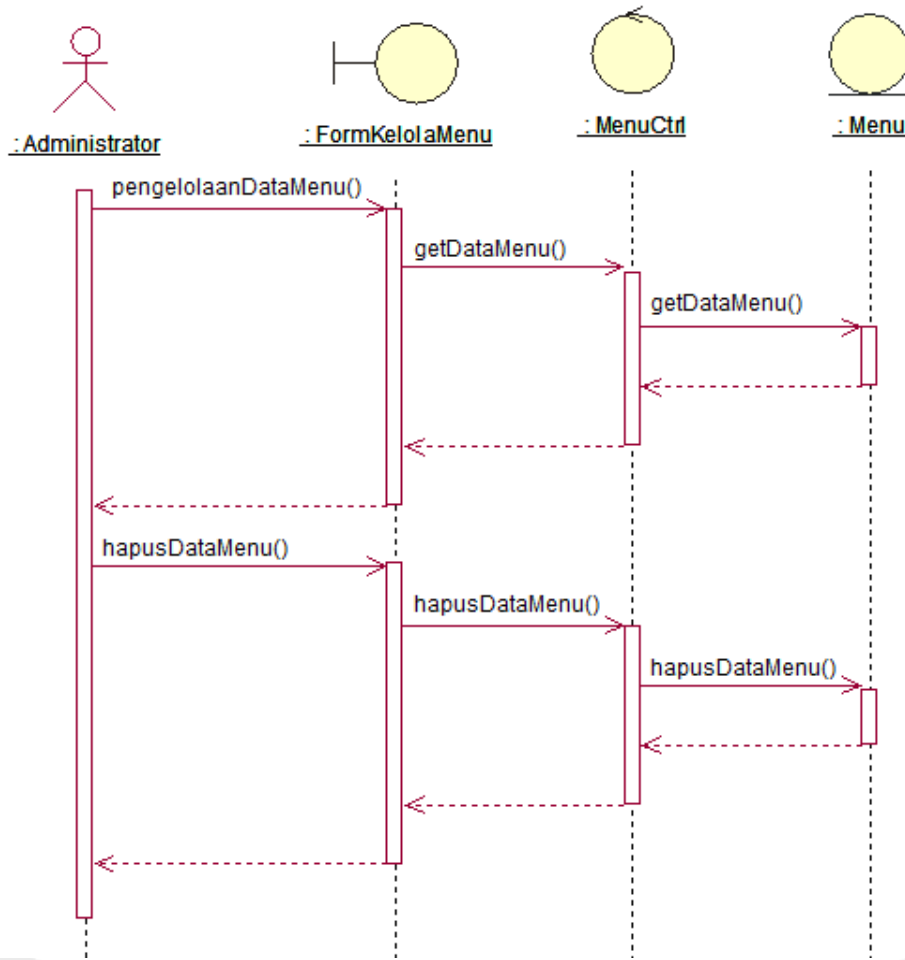 : Administrator
: FormKelolaMenu
: MenuCtrl
: Menu
pengelolaanDataMenu()
getDataMenu()
getDataMenu()
hapusDataMenu()
hapusDataMenu()
hapusDataMenu()